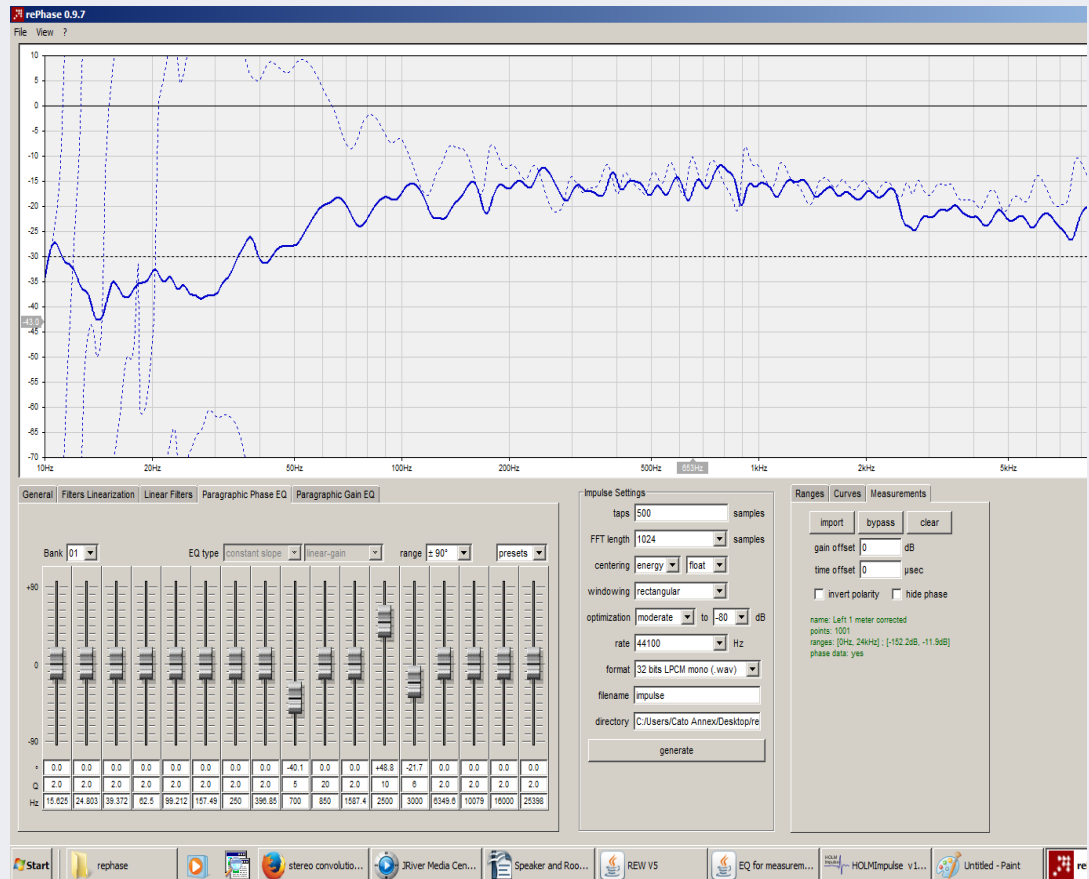 rePhase 0.9.7
File View ?
10
5
0
-5
-10
-15
-20
-25
-30
-35
-40
-43.0
-45
-50
-55
-60
-65
-70
10Hz 20Hz 50Hz 100Hz 200Hz 500Hz 653Hz 1kHz 2kHz 5kHz
General Filters Linearization Linear Filters Paragraphic Phase EQ Paragraphic Gain EQ
Bank 01 EQ type constant slope linear-gain range ± 90° presets
+90
0
-90
° 0.0 0.0 0.0 0.0 0.0 0.0 0.0 0.0 -40.1 0.0 0.0 +48.8 -21.7 0.0 0.0 0.0 0.0
Q 2.0 2.0 2.0 2.0 2.0 2.0 2.0 2.0 5 20 2.0 10 6 2.0 2.0 2.0 2.0
Hz 15.625 24.803 39.372 62.5 99.212 157.49 250 396.85 700 850 1587.4 2500 3000 6349.6 10079 16000 25398
Impulse Settings
taps 500 samples
FFT length 1024 samples
centering energy float
windowing rectangular
optimization moderate to -80 dB
rate 44100 Hz
format 32 bits LPCM mono (.wav)
filename impulse
directory C:/Users/Cato Annex/Desktop/re
generate
Ranges Curves Measurements
import bypass clear
gain offset 0 dB
time offset 0 µsec
invert polarity hide phase
name: Left 1 meter corrected
points: 1001
ranges: [0Hz, 24kHz] ; [-152.2dB, -11.9dB]
phase data: yes
Start rephase stereo convolutio... JRiver Media Cen... Speaker and Roo... REW V5 EQ for measurem... HOLMImpulse v1... Untitled - Paint re